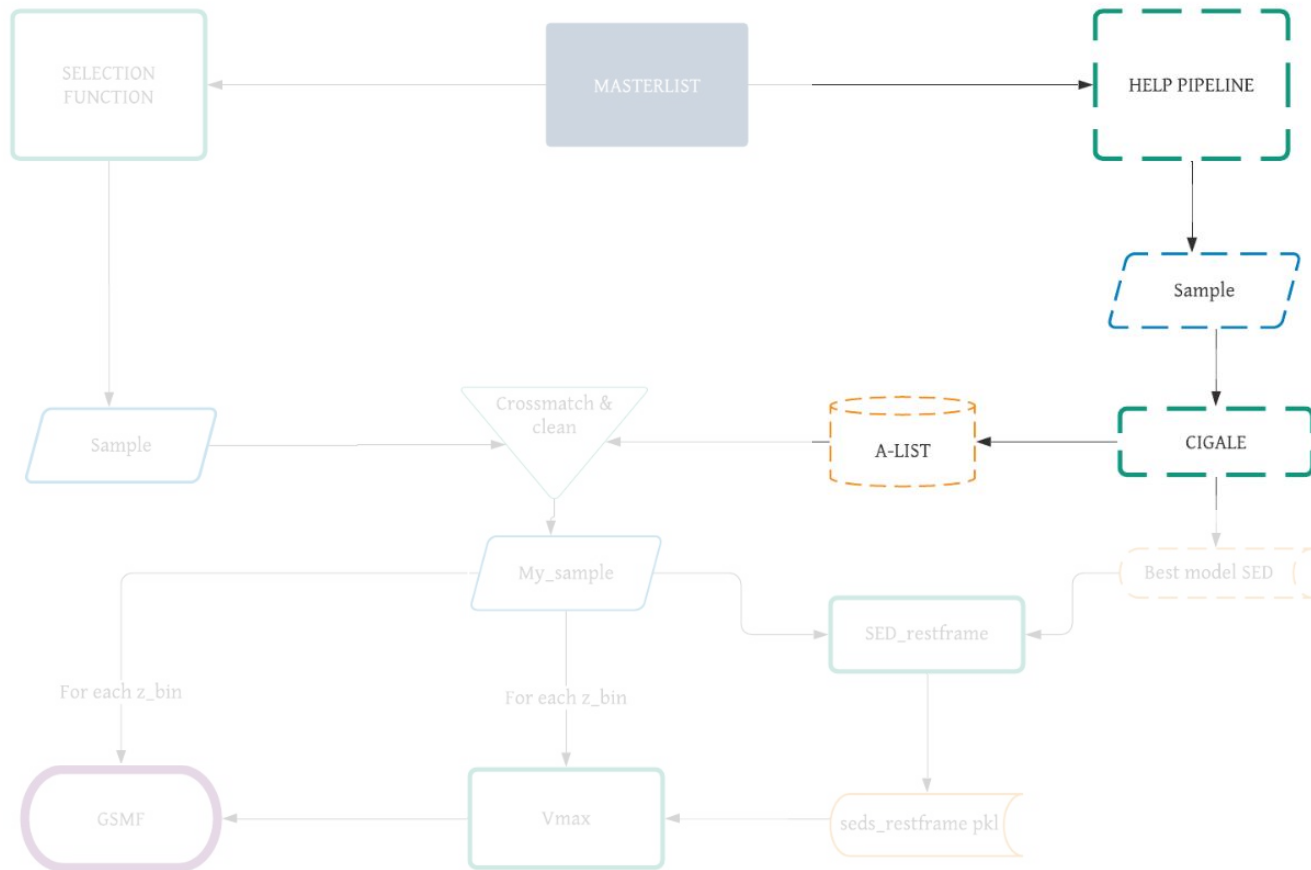 SELECTION
FUNCTION
MASTERLIST
HELP PIPELINE
Sample
Sample
Crossmatch &
clean
A-LIST
CIGALE
My_sample
Best model SED
SED_restframe
For each z_bin
For each z_bin
GSMF
Vmax
seds_restframe pkl